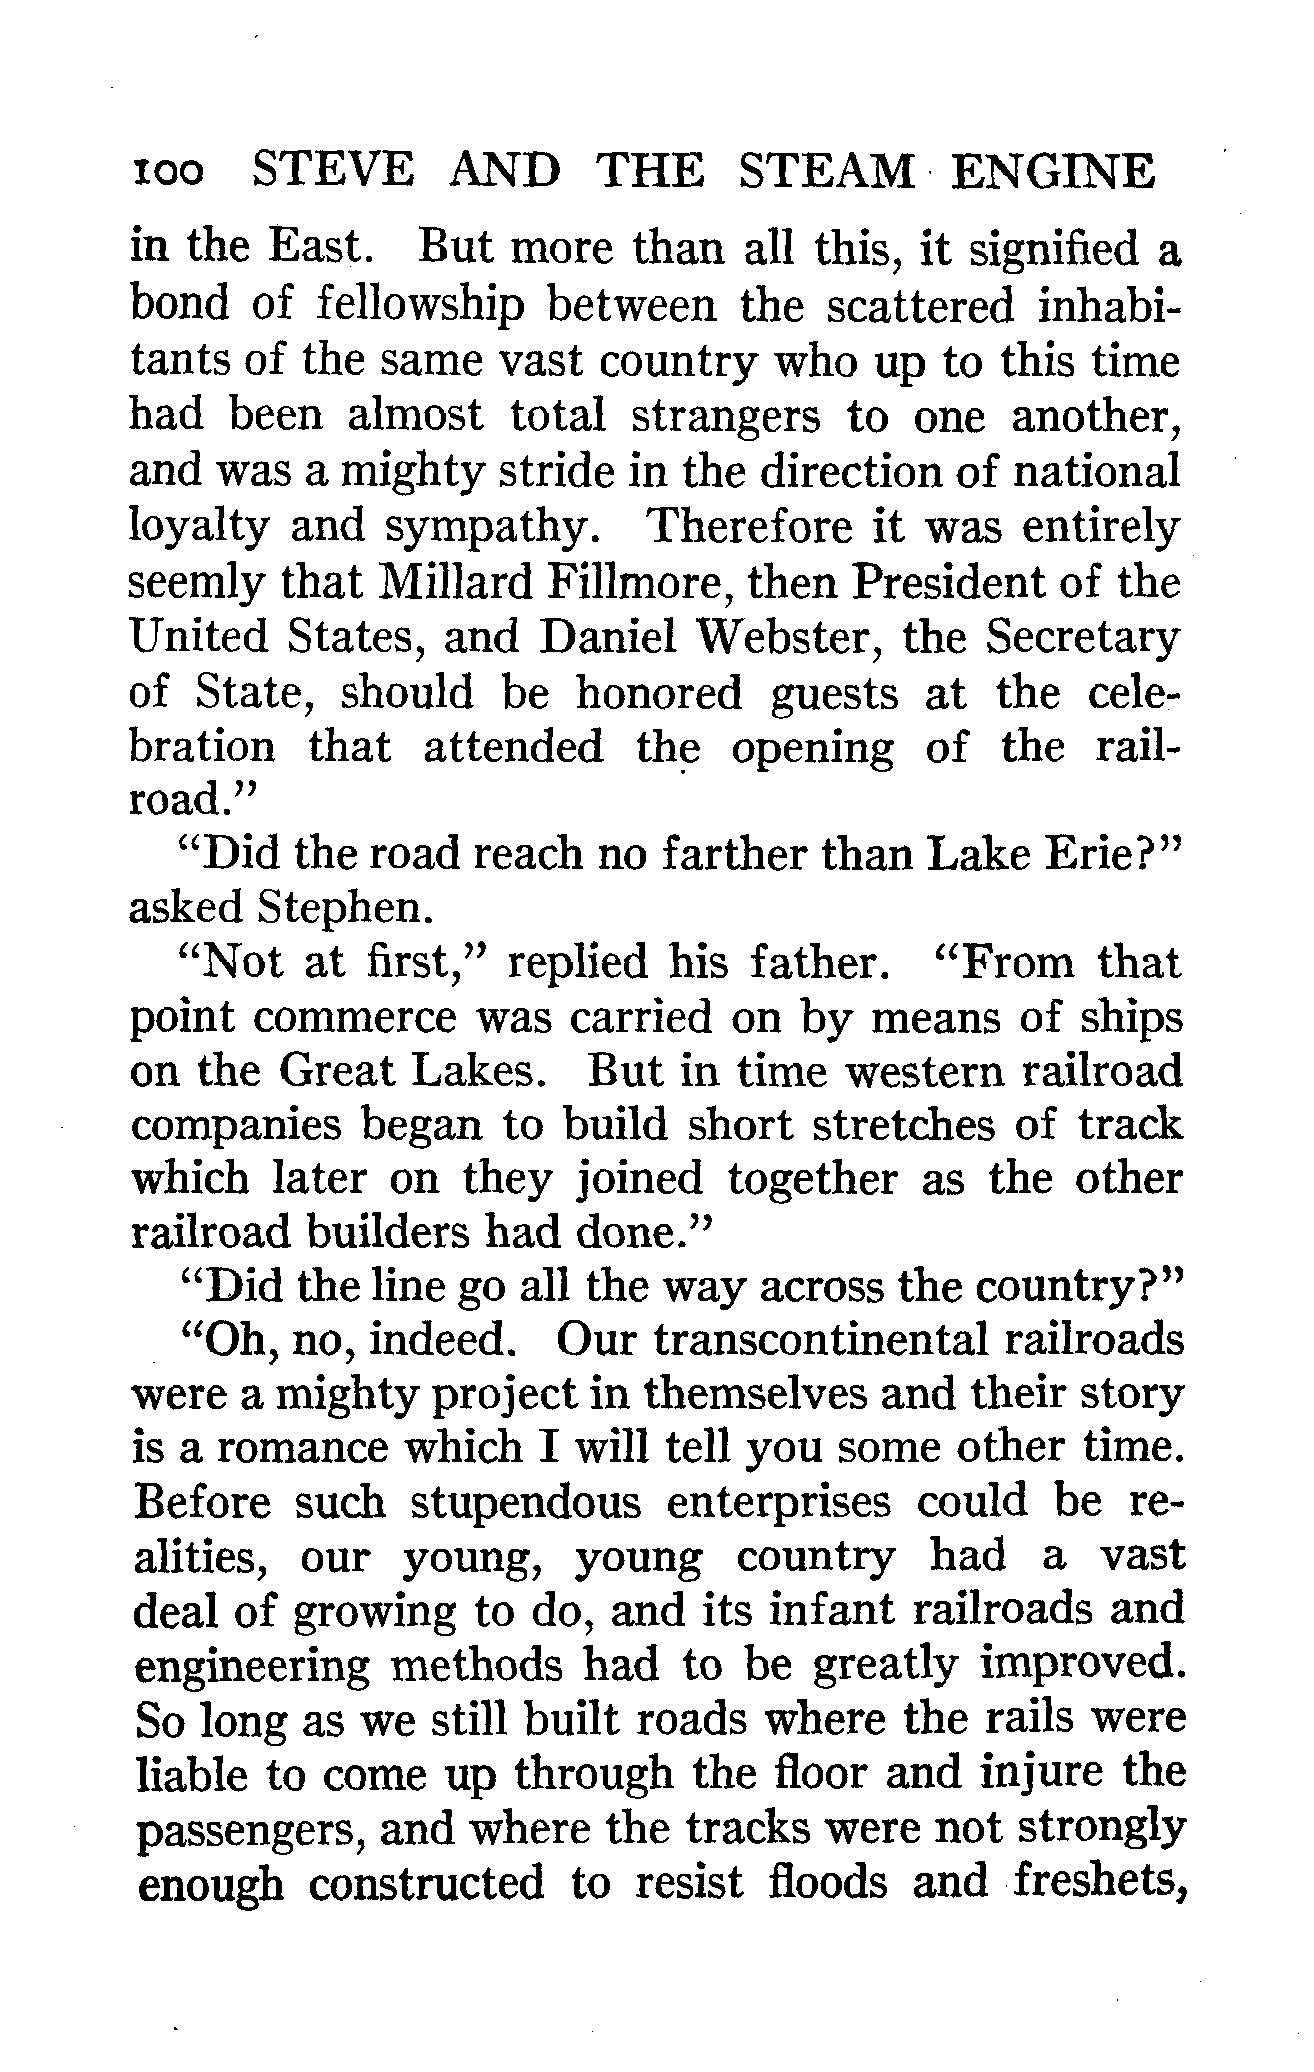 100 STEVE AND THE STEAM ENGINE
in the East. But more than all this, it signified a
bond of fellowship between the scattered inhabi-
tants of the same vast country who up to this time
had been almost total strangers to one another,
and was a mighty stride in the direction of national
loyalty and sympathy. Therefore it was entirely
seemly that Millard Fillmore, then President of the
United States, and Daniel Webster, the Secretary
of State, should be honored guests at the cele-
bration that attended the opening of the rail-
road."
"Did the road reach no farther than Lake Erie?"
asked Stephen.
"Not at first," replied his father. "From that
point commerce was carried on by means of ships
on the Great Lakes. But in time western railroad
companies began to build short stretches of track
which later on they joined together as the other
railroad builders had done."
"Did the line go all the way across the country?"
"Oh, no, indeed. Our transcontinental railroads
were a mighty project in themselves and their story
is a romance which I will tell you some other time.
Before such stupendous enterprises could be re-
alities, our young, young country had a vast
deal of growing to do, and its infant railroads and
engineering methods had to be greatly improved.
So long as we still built roads where the rails were
liable to come up through the floor and injure the
passengers, and where the tracks were not strongly
enough constructed to resist floods and freshets,